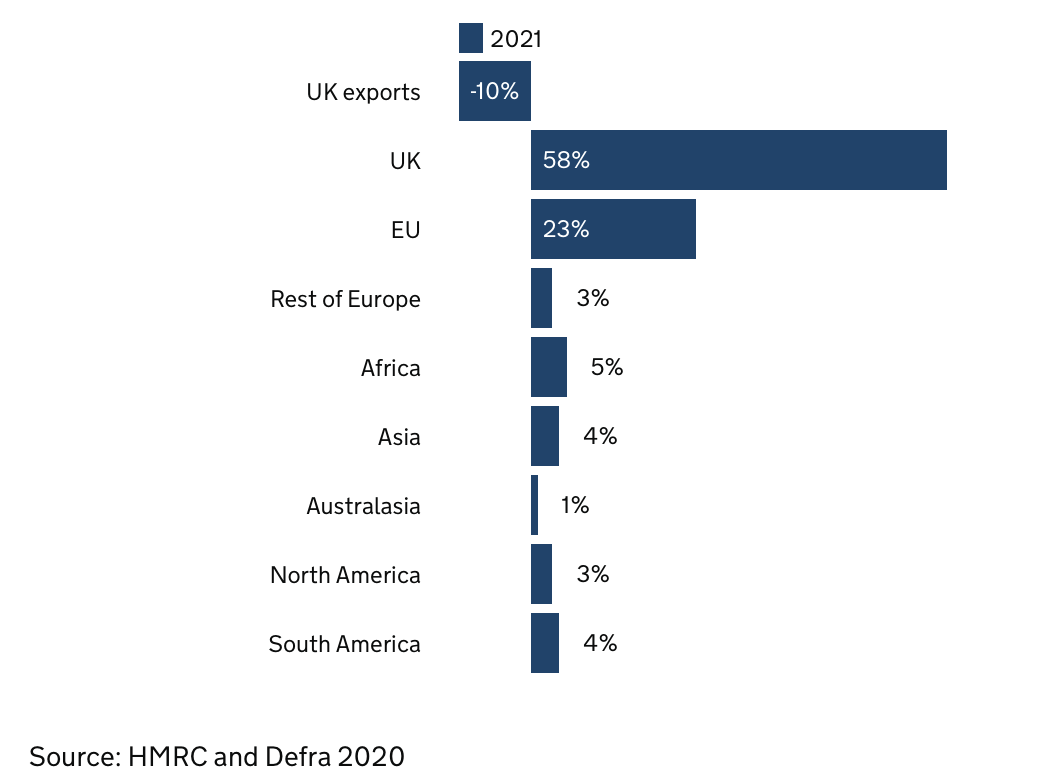 2021
UK exports -10%
UK 58%
EU 23%
Rest of Europe 3%
Africa 5%
Asia 4%
Australasia 1%
North America 3%
South America 4%
Source: HMRC and Defra 2020